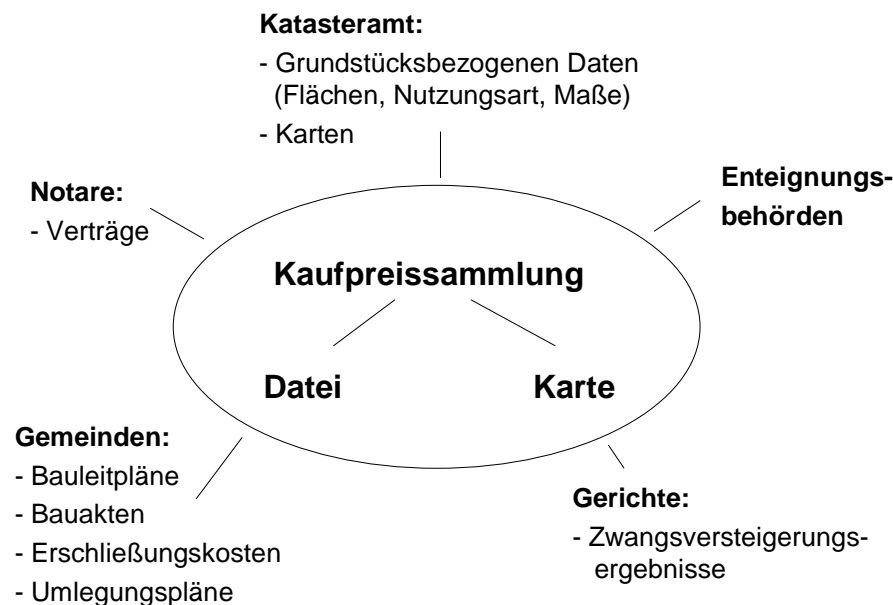 Katasteramt:
- Grundstücksbezogenen Daten
(Flächen, Nutzungsart, Maße)
- Karten
Notare:
- Verträge
Enteignungs-
behörden
Kaufpreissammlung
Datei
Karte
Gemeinden:
- Bauleitpläne
- Bauakten
- Erschließungskosten
- Umlegungspläne
Gerichte:
- Zwangsversteigerungs-
ergebnisse